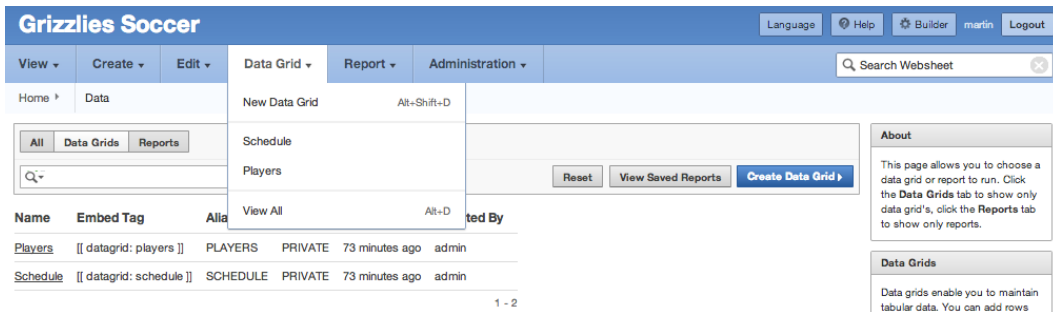 Grizzlies Soccer
Language Help Builder martin Logout
View Create Edit Data Grid Report Administration
Search Websheet
Home Data
New Data Grid Alt+Shift+D
Schedule
Players
View All Alt+D
All Data Grids Reports
Reset View Saved Reports Create Data Grid
Name Embed Tag ted By
Players [[ datagrid: players ]] PLAYERS PRIVATE 73 minutes ago admin
Schedule [[ datagrid: schedule ]] SCHEDULE PRIVATE 73 minutes ago admin
1 - 2
About
This page allows you to choose a
data grid or report to run. Click
the Data Grids tab to show only
data grid's, click the Reports tab
to show only reports.
Data Grids
Data grids enable you to maintain
tabular data. You can add rows